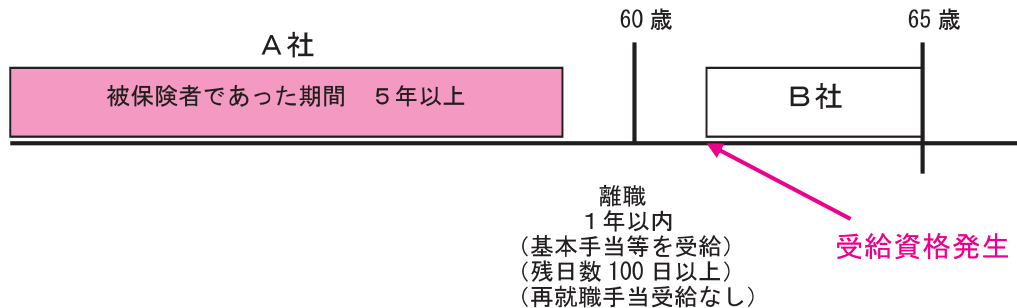 60歳
65歳
A社
被保険者であった期間　5年以上
B社
離職
1年以内
(基本手当等を受給)
(残日数100日以上)
(再就職手当受給なし)
受給資格発生